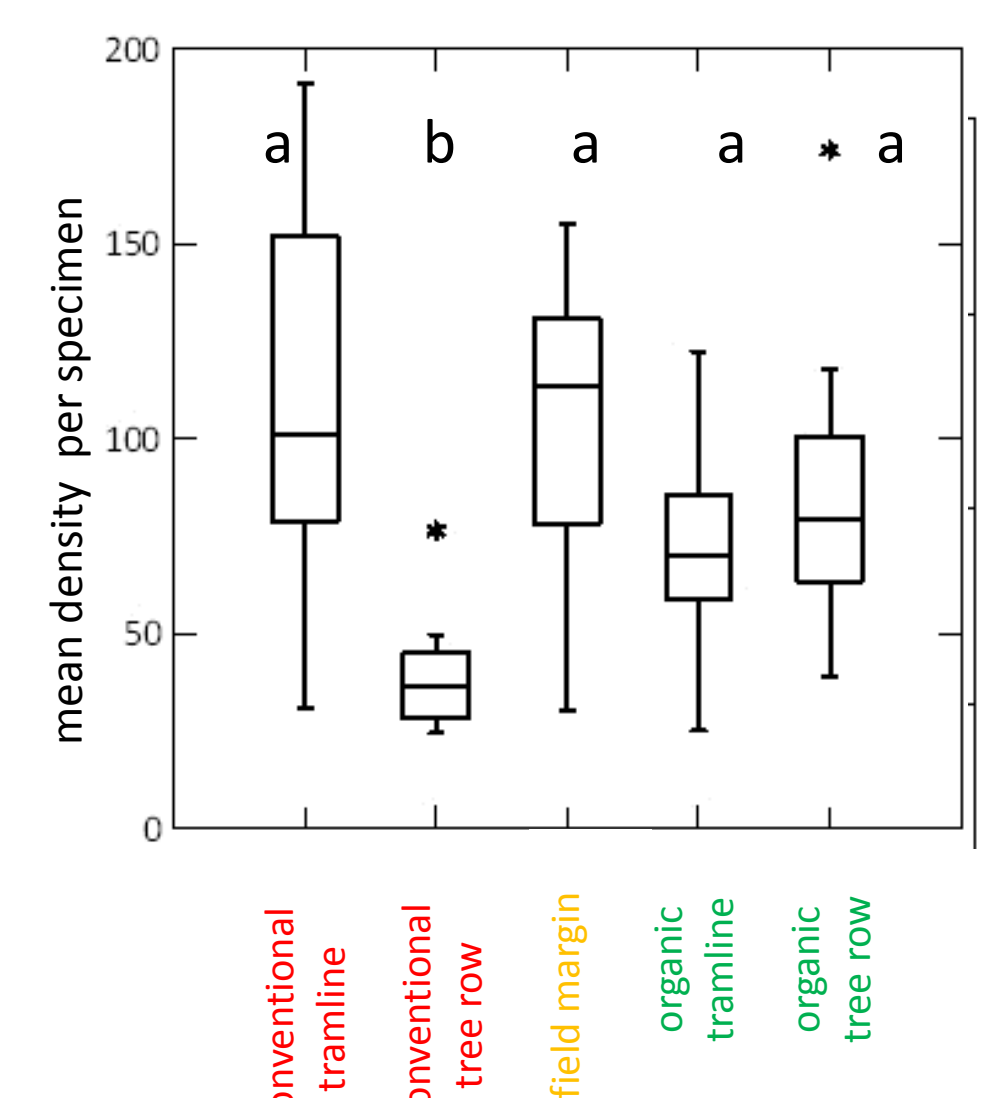 200
150
100
50
0
mean density per specimen
a
b
a
a
a
onventional
tramline
onventional
tree row
field margin
organic
tramline
organic
tree row